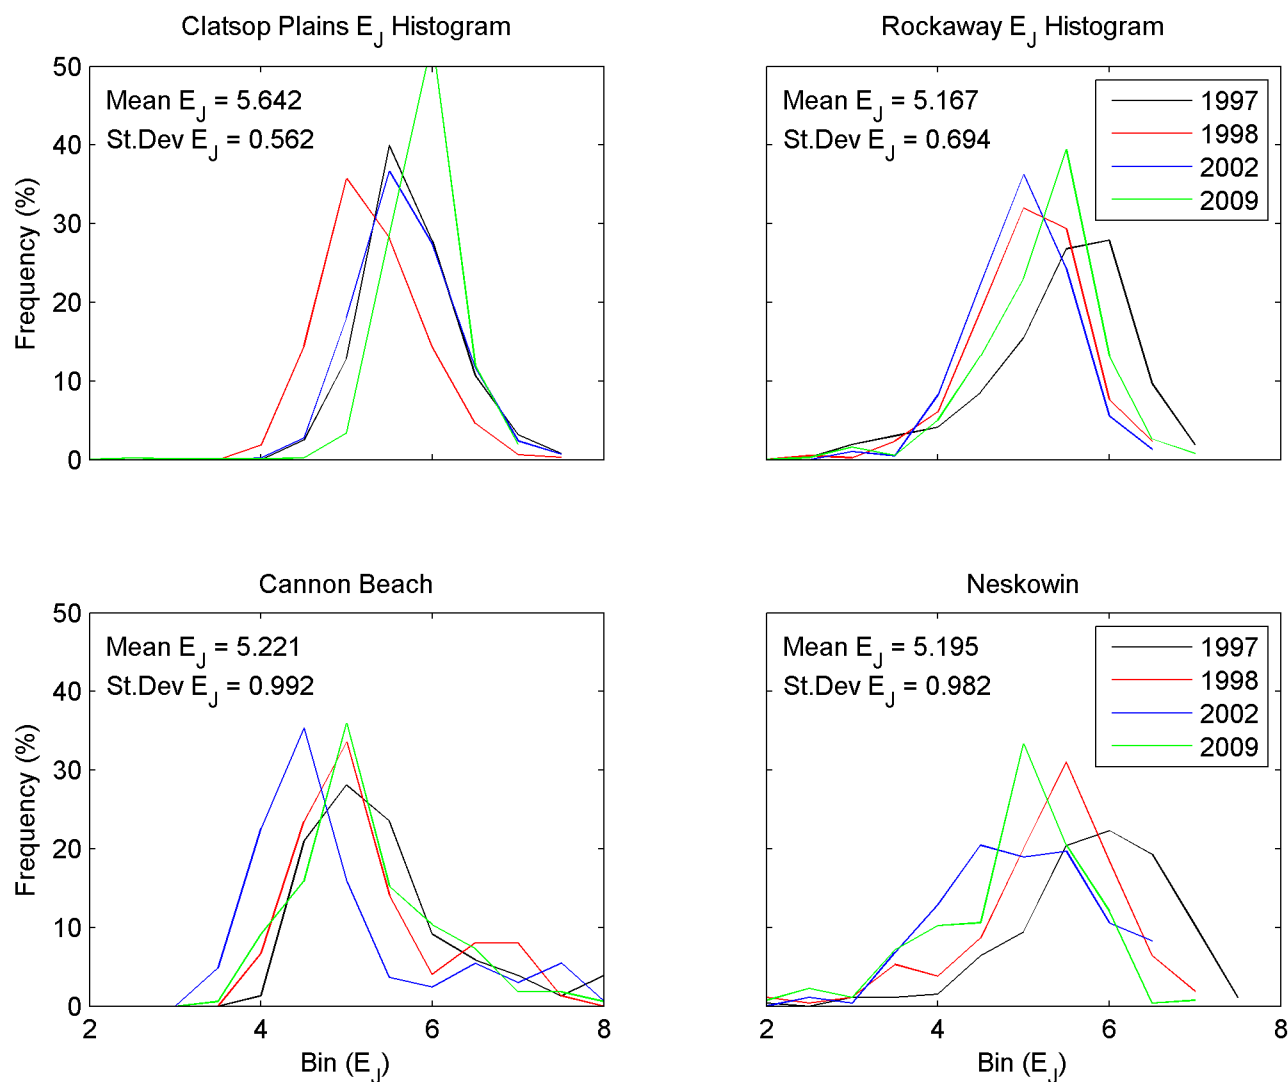 Clatsop Plains E_J Histogram
Mean E_J = 5.642
St.Dev E_J = 0.562
50
40
30
20
10
0
Frequency (%)
Rockaway E_J Histogram
Mean E_J = 5.167
St.Dev E_J = 0.694
1997
1998
2002
2009
Cannon Beach
Mean E_J = 5.221
St.Dev E_J = 0.992
50
40
30
20
10
0
Frequency (%)
2 4 6 8
Bin (E_J)
Neskowin
Mean E_J = 5.195
St.Dev E_J = 0.982
1997
1998
2002
2009
2 4 6 8
Bin (E_J)